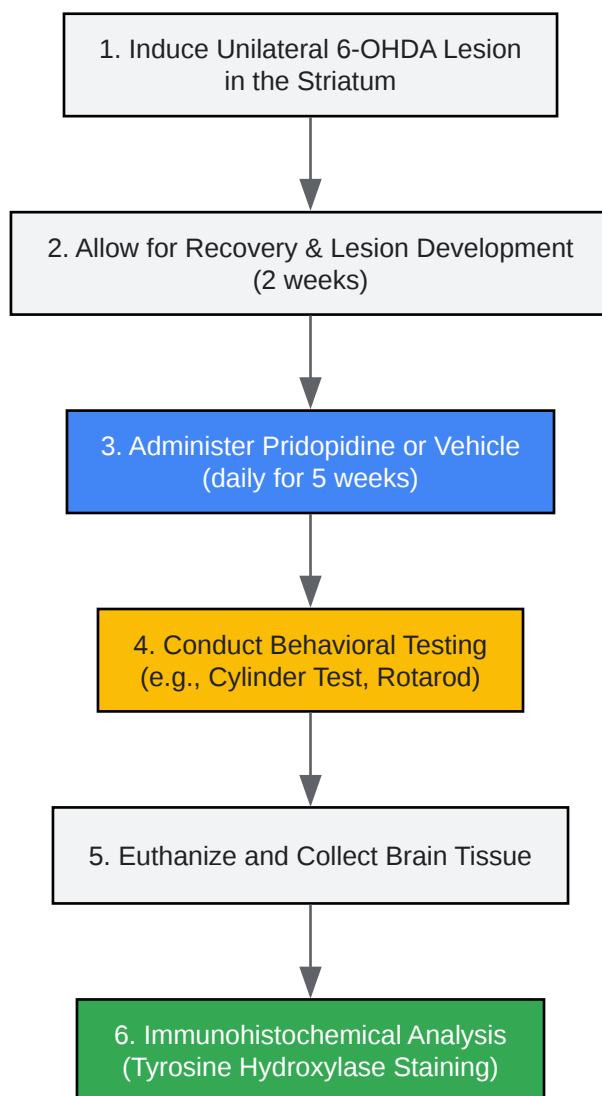 1. Induce Unilateral 6-OHDA Lesion
in the Striatum
2. Allow for Recovery & Lesion Development
(2 weeks)
3. Administer Pridopidine or Vehicle
(daily for 5 weeks)
4. Conduct Behavioral Testing
(e.g., Cylinder Test, Rotarod)
5. Euthanize and Collect Brain Tissue
6. Immunohistochemical Analysis
(Tyrosine Hydroxylase Staining)